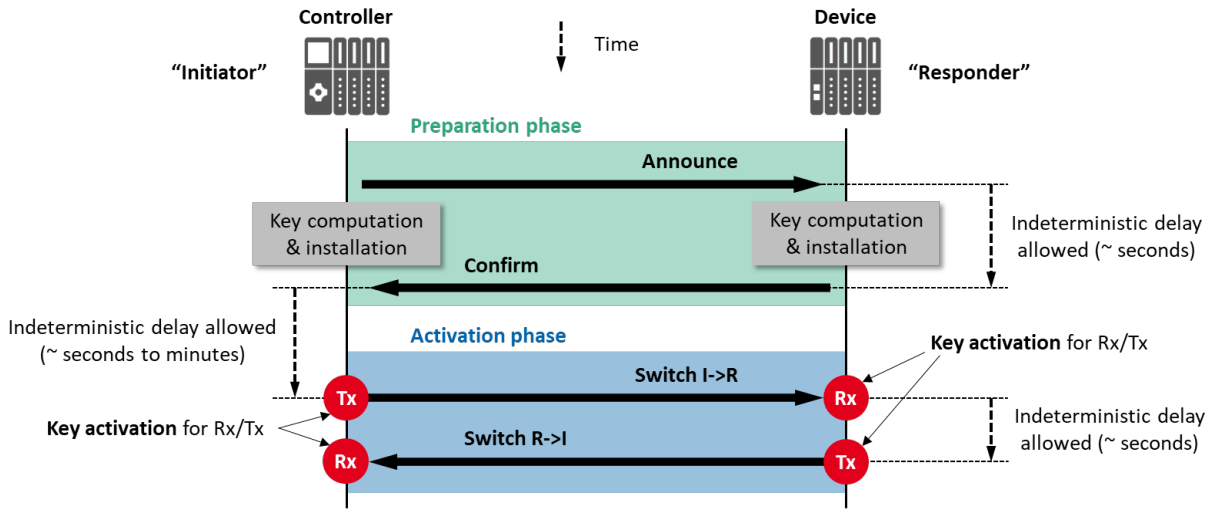 Controller
Device
Time
“Initiator”
“Responder”
Preparation phase
Announce
Key computation
& installation
Key computation
& installation
Indeterministic delay
allowed (~ seconds)
Confirm
Indeterministic delay allowed
(~ seconds to minutes)
Activation phase
Key activation for Rx/Tx
Switch I->R
Tx
Rx
Key activation for Rx/Tx
Indeterministic delay
allowed (~ seconds)
Switch R->I
Rx
Tx